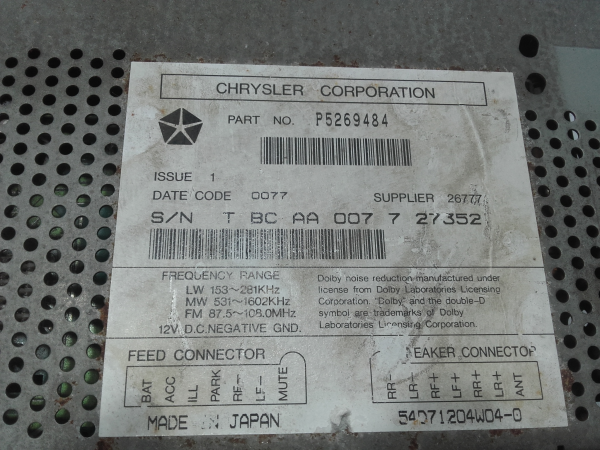 CHRYSLER CORPORATION
PART NO. P5269484
ISSUE 1
DATE CODE 0077 SUPPLIER 26777
S/N T BC AA 007 7 27352
FREQUENCY RANGE
LW 153~281KHz
MW 531~1602KHz
FM 87.5~108.0MHz
12V D.C.NEGATIVE GND.
Dolby noise reduction manufactured under
license from Dolby Laboratories Licensing
Corporation. "Dolby" and the double-D
symbol are trademarks of Dolby
Laboratories Licensing Corporation.
FEED CONNECTOR
BAT ACC ILL PARK RF- LF- MUTE
EAKER CONNECTOR
RR- LR- RF+ LF+ RR+ LR+ ANT
MADE IN JAPAN 54D71204W04-0